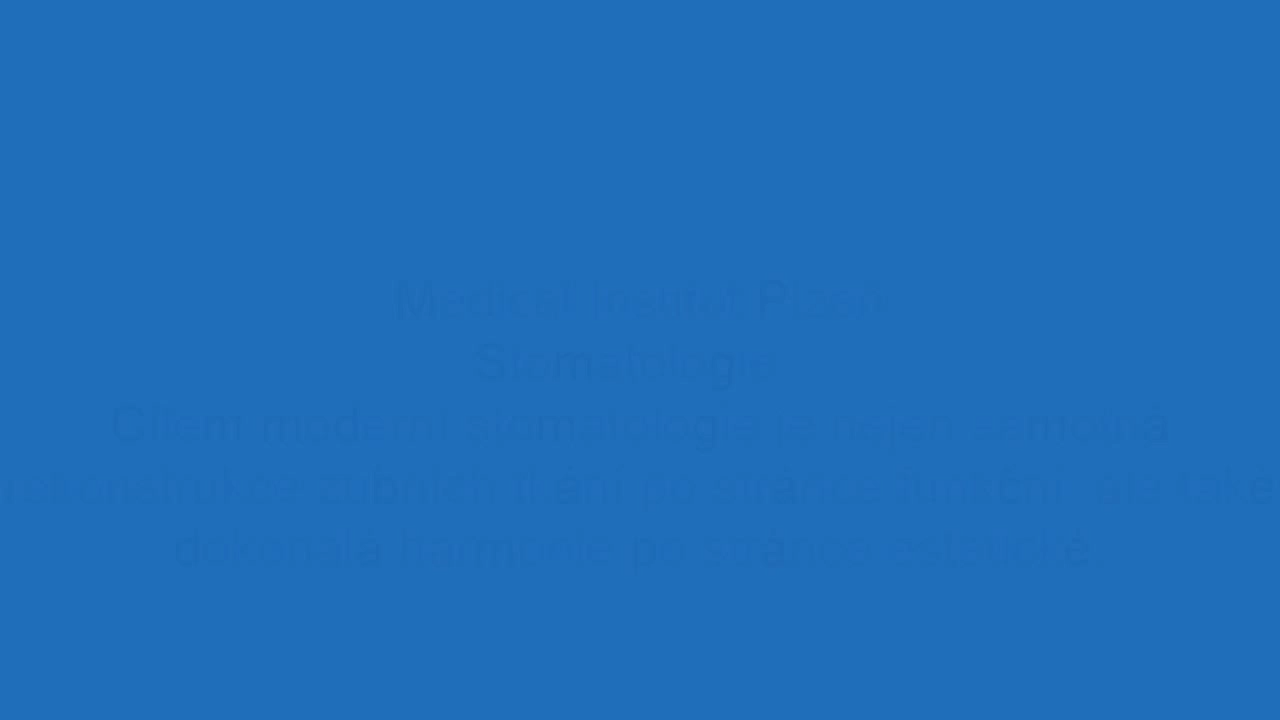 Medical Institut Plzeň
Stomatologie
Cílem moderní stomatologie je nejen samotná
rekonstrukce zubních tkání po stránce funkční, ale také
dokonalá harmonie po stránce estetické.